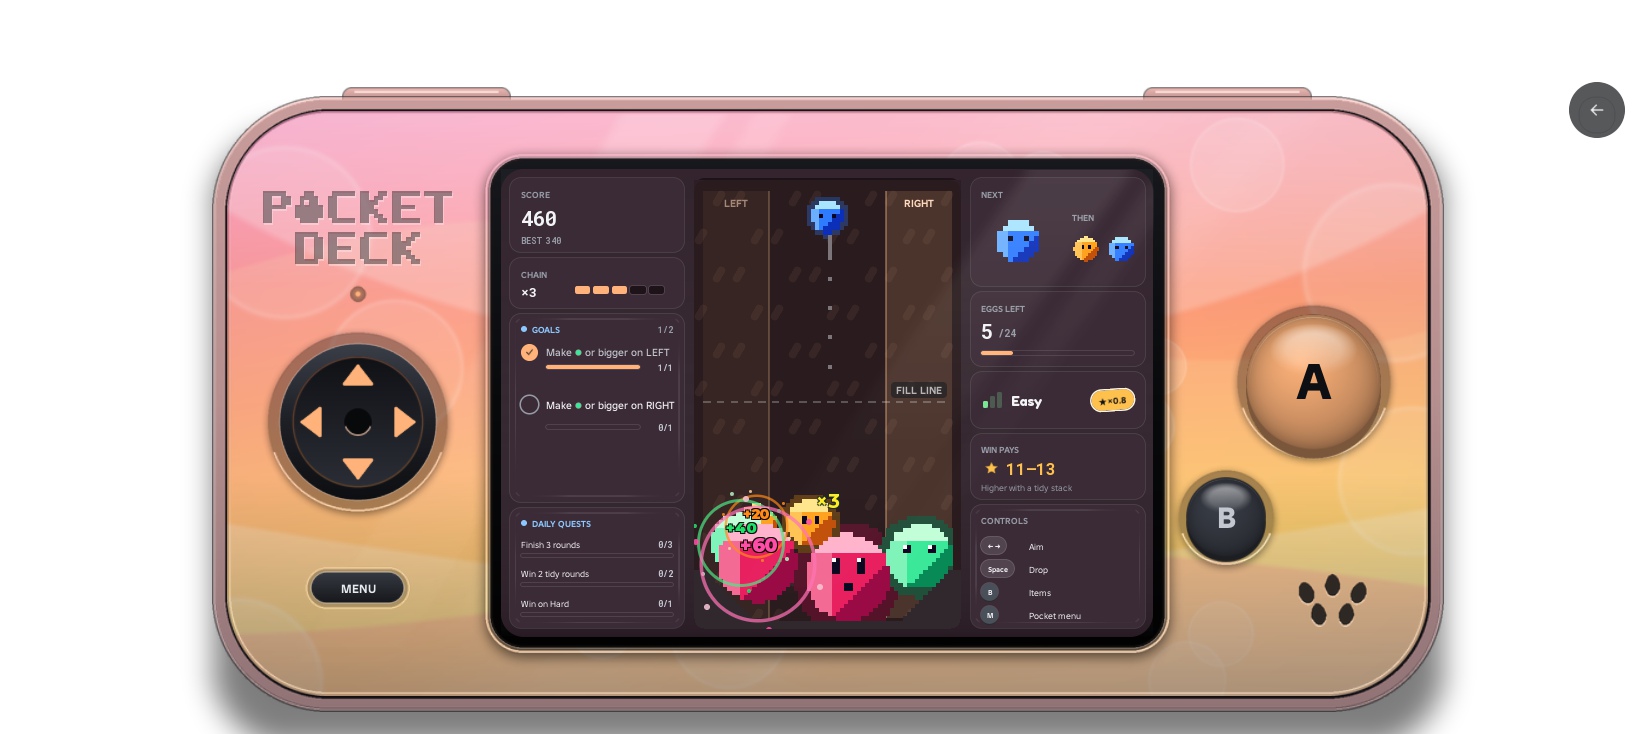 POCKET
DECK
MENU
SCORE
460
BEST 340
CHAIN
×3
GOALS 1/2
Make or bigger on LEFT
1/1
Make or bigger on RIGHT
0/1
DAILY QUESTS
Finish 3 rounds 0/3
Win 2 tidy rounds 0/2
Win on Hard 0/1
LEFT
RIGHT
FILL LINE
×3
+20
+40
+60
NEXT
THEN
EGGS LEFT
5 /24
Easy
★×0.8
WIN PAYS
★ 11–13
Higher with a tidy stack
CONTROLS
←→ Aim
Space Drop
B Items
M Pocket menu
A
B